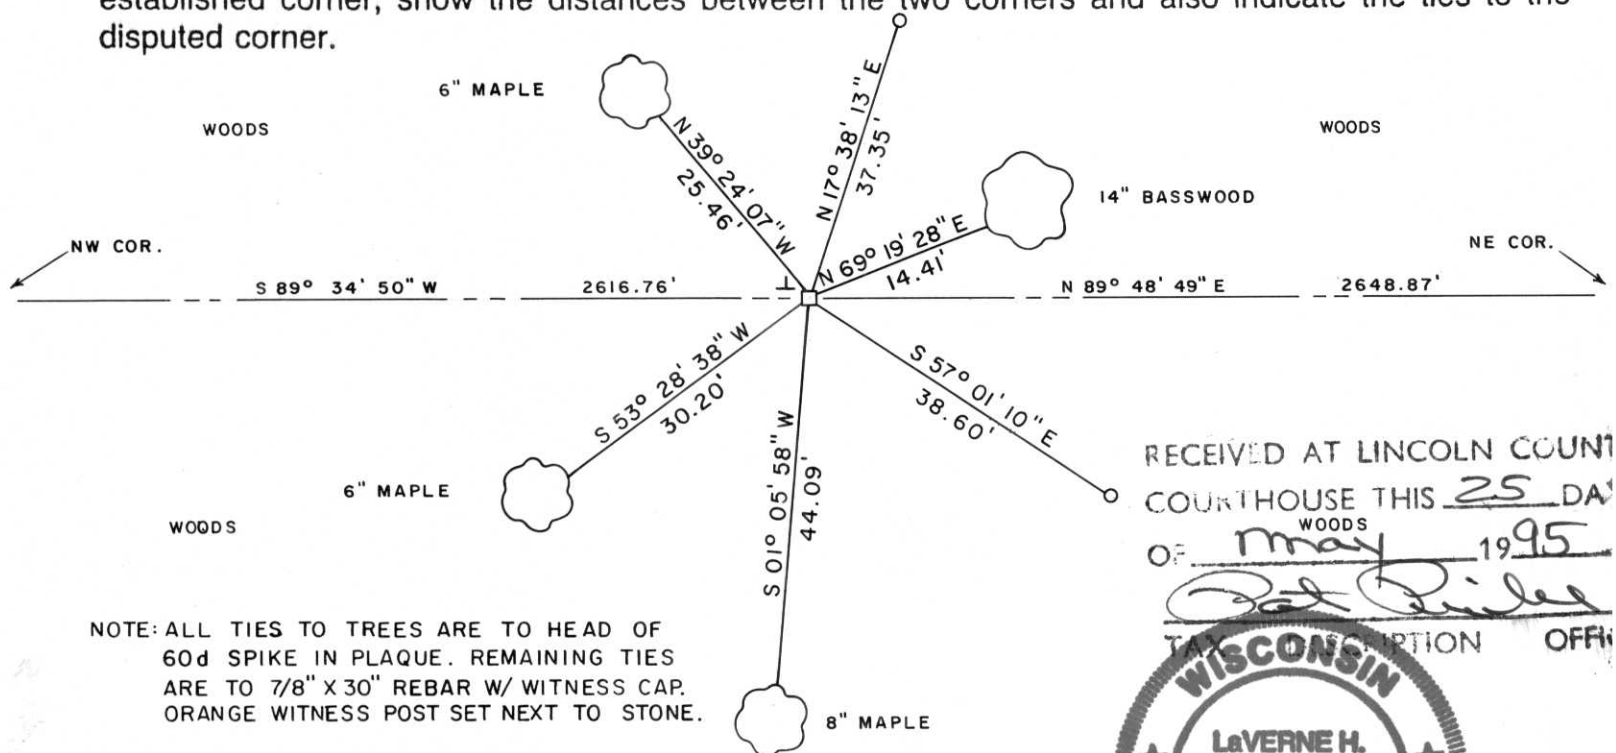 established corner, show the distances between the two corners and also indicate the ties to the
disputed corner.
6" MAPLE
WOODS
N 39° 24' 07" W
25.46'
N 17° 38' 13" E
37.35'
WOODS
14" BASSWOOD
N 69° 19' 28" E
14.41'
NW COR.
NE COR.
S 89° 34' 50" W
2616.76'
N 89° 48' 49" E
2648.87'
S 53° 28' 38" W
30.20'
S 57° 01' 10" E
38.60'
S 01° 05' 58" W
44.09'
6" MAPLE
WOODS
RECEIVED AT LINCOLN COUNT
COURTHOUSE THIS 25 DAY
WOODS
OF May 1995
Pat
TAX DESCRIPTION OFFI
NOTE: ALL TIES TO TREES ARE TO HEAD OF
60d SPIKE IN PLAQUE. REMAINING TIES
ARE TO 7/8" X 30" REBAR W/ WITNESS CAP.
ORANGE WITNESS POST SET NEXT TO STONE.
8" MAPLE
WISCONSIN
LaVERNE H.